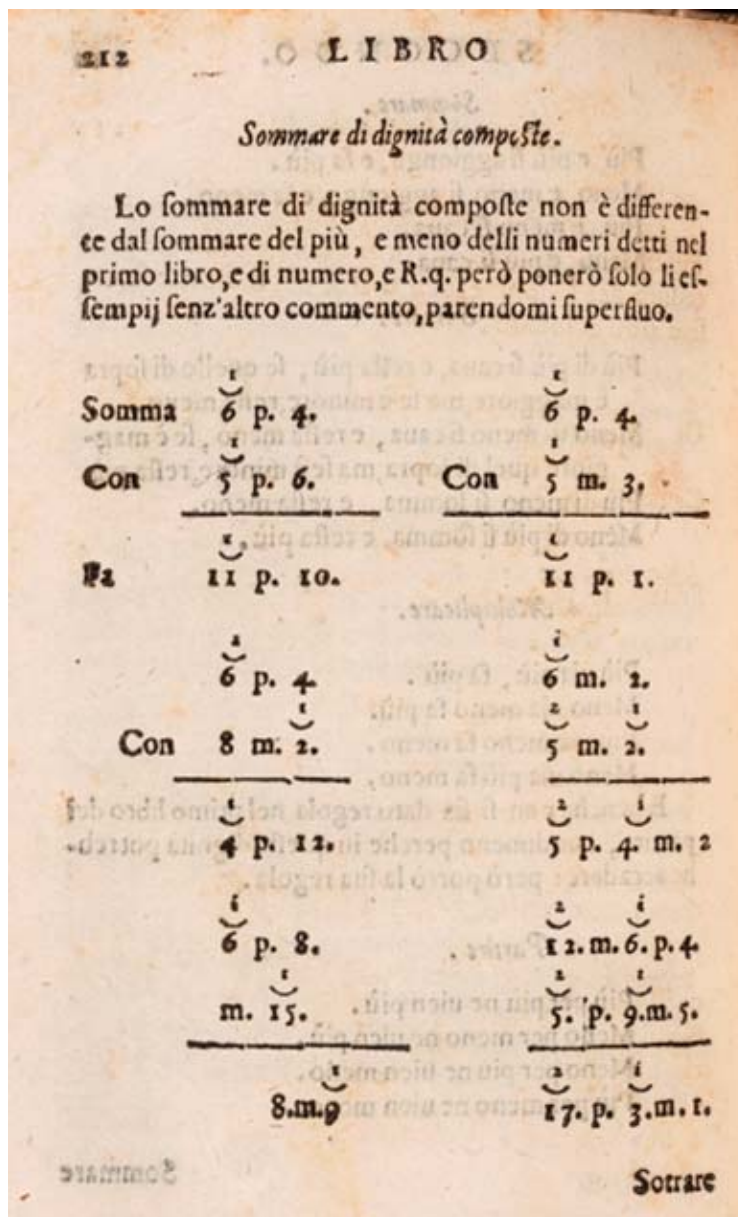 212 LIBRO
Sommare di dignità composte.
Lo ſommare di dignità compoſte non è differen-
te dal ſommare del più, e meno delli numeri detti nel
primo libro, e di numero, e R.q. però ponerò ſolo li eſ-
ſempij ſenz'altro commento, parendomi ſuperfluo.
1 1
Somma 6 p. 4. 6 p. 4.
1 1
Con 5 p. 6. Con 5 m. 3.
1 1
Fa 11 p. 10. 11 p. 1.
1 1
6 p. 4 6 m. 2.
1 2 1
Con 8 m. 2. 5 m. 2.
1 2 1
4 p. 12. 5 p. 4. m. 2
1 2 1
6 p. 8. 12. m. 6. p. 4
1 2 1
m. 15. 5. p. 9. m. 5.
1 2 1
8. m. 9 17. p. 3. m. 1.
Sotrare